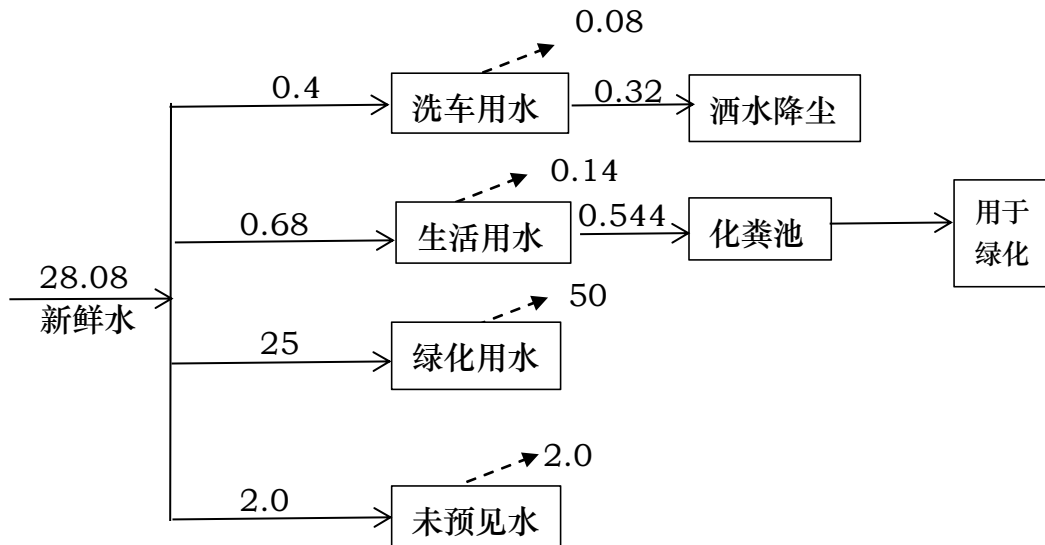 0.08
0.4
洗车用水
0.32
洒水降尘
0.14
0.68
生活用水
0.544
化粪池
用于
绿化
28.08
新鲜水
50
25
绿化用水
2.0
2.0
未预见水